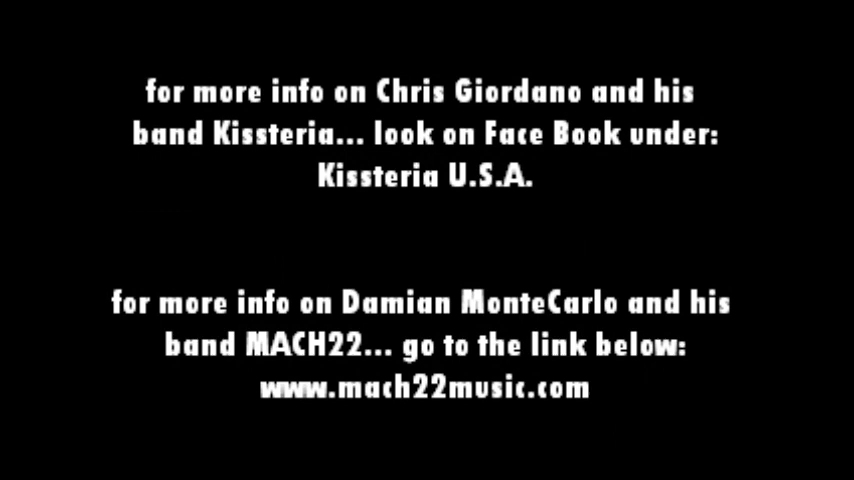 for more info on Chris Giordano and his
band Kissteria... look on Face Book under:
Kissteria U.S.A.
for more info on Damian MonteCarlo and his
band MACH22... go to the link below:
www.mach22music.com